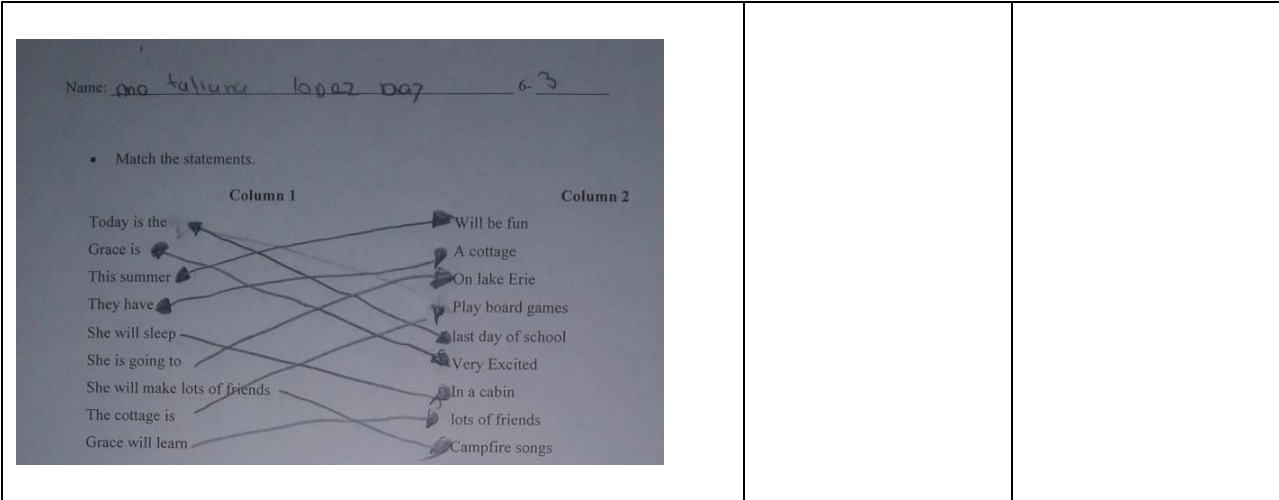 Name: ana tatiana lopez Daz 6- 3
• Match the statements.
Column 1 Column 2
Today is the Will be fun
Grace is A cottage
This summer On lake Erie
They have Play board games
She will sleep last day of school
She is going to Very Excited
She will make lots of friends In a cabin
The cottage is lots of friends
Grace will learn Campfire songs